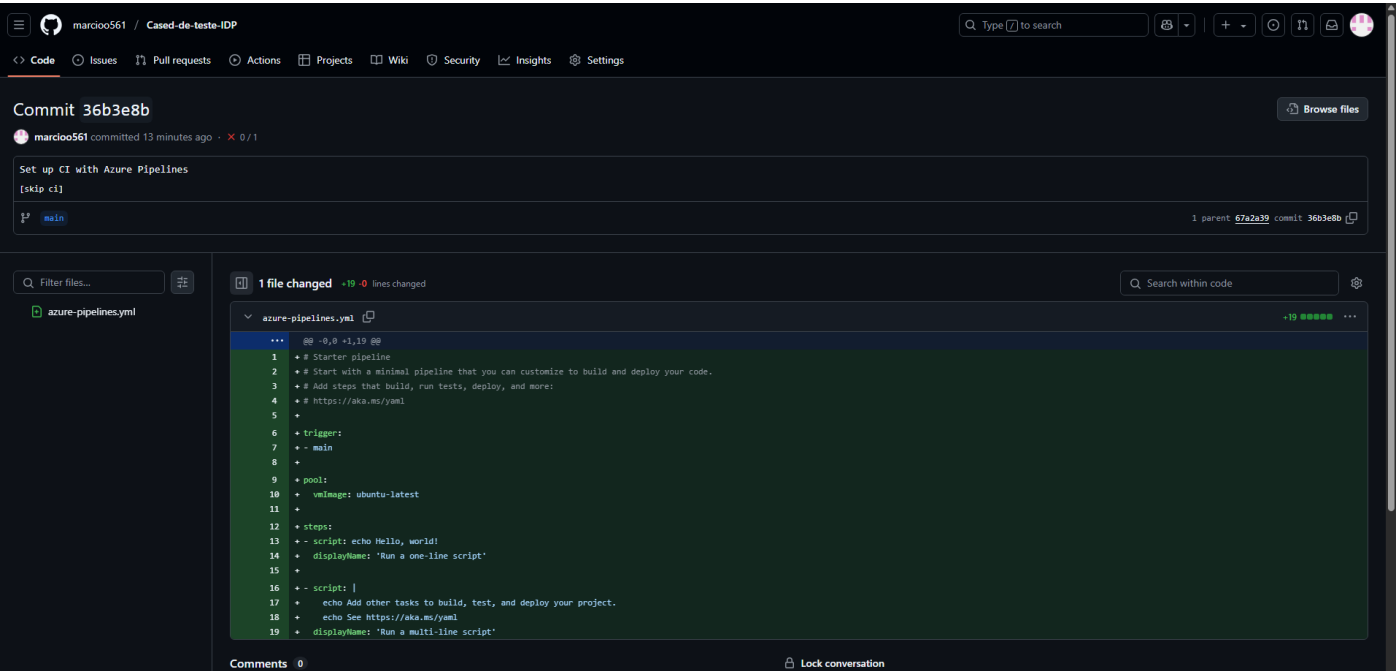 marcioo561 / Cased-de-teste-IDP
Type / to search
Code Issues Pull requests Actions Projects Wiki Security Insights Settings
Commit 36b3e8b
Browse files
marcioo561 committed 13 minutes ago · 0 / 1
Set up CI with Azure Pipelines
[skip ci]
main
1 parent 67a2a39 commit 36b3e8b
Filter files...
azure-pipelines.yml
1 file changed +19 -0 lines changed
Search within code
azure-pipelines.yml
+19
@@ -0,0 +1,19 @@
1 + # Starter pipeline
2 + # Start with a minimal pipeline that you can customize to build and deploy your code.
3 + # Add steps that build, run tests, deploy, and more:
4 + # https://aka.ms/yaml
5 +
6 + trigger:
7 + - main
8 +
9 + pool:
10 + vmImage: ubuntu-latest
11 +
12 + steps:
13 + - script: echo Hello, world!
14 + displayName: 'Run a one-line script'
15 +
16 + - script: |
17 + echo Add other tasks to build, test, and deploy your project.
18 + echo See https://aka.ms/yaml
19 + displayName: 'Run a multi-line script'
Comments 0
Lock conversation